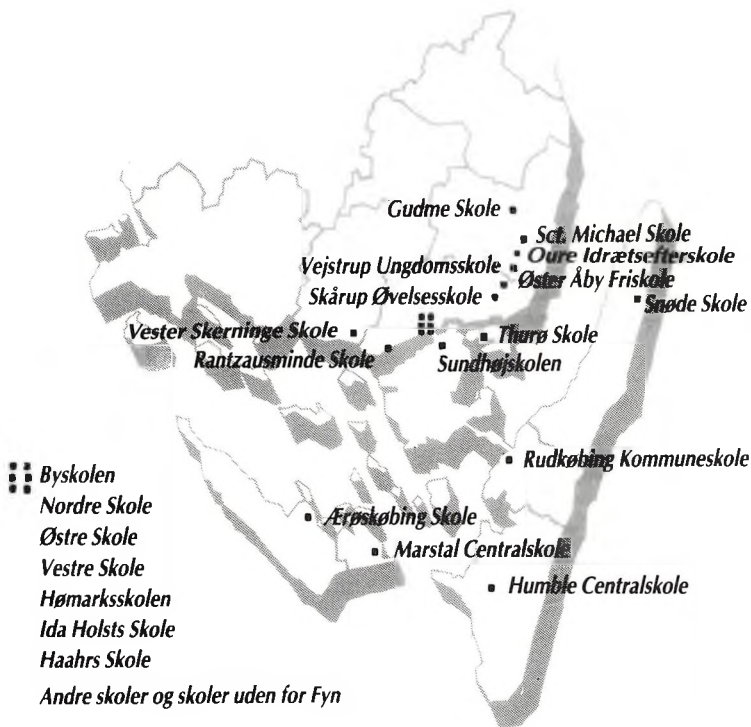 Gudme Skole
Sct. Michael Skole
Oure Idrætsefterskole
Vejstrup Ungdomsskole
Øster Åby Friskole
Skårup Øvelsesskole
Snøde Skole
Vester Skerninge Skole
Thurø Skole
Rantzausminde Skole
Sundhøjskolen
Rudkøbing Kommuneskole
Byskolen
Nordre Skole
Ærøskøbing Skole
Østre Skole
Marstal Centralskole
Vestre Skole
Humble Centralskole
Hømarksskolen
Ida Holsts Skole
Haahrs Skole
Andre skoler og skoler uden for Fyn